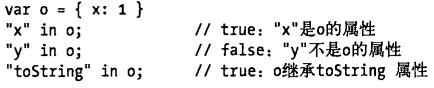 var o = { x: 1 }
"x" in o;          // true："x"是o的属性
"y" in o;          // false："y"不是o的属性
"toString" in o;   // true：o继承toString 属性